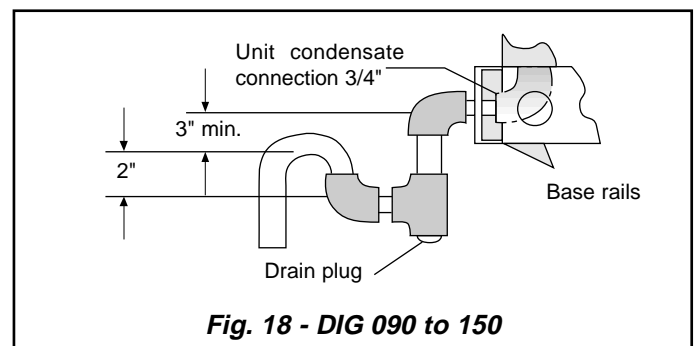 Unit condensate
connection 3/4"
3" min.
2"
Base rails
Drain plug
Fig. 18 - DIG 090 to 150